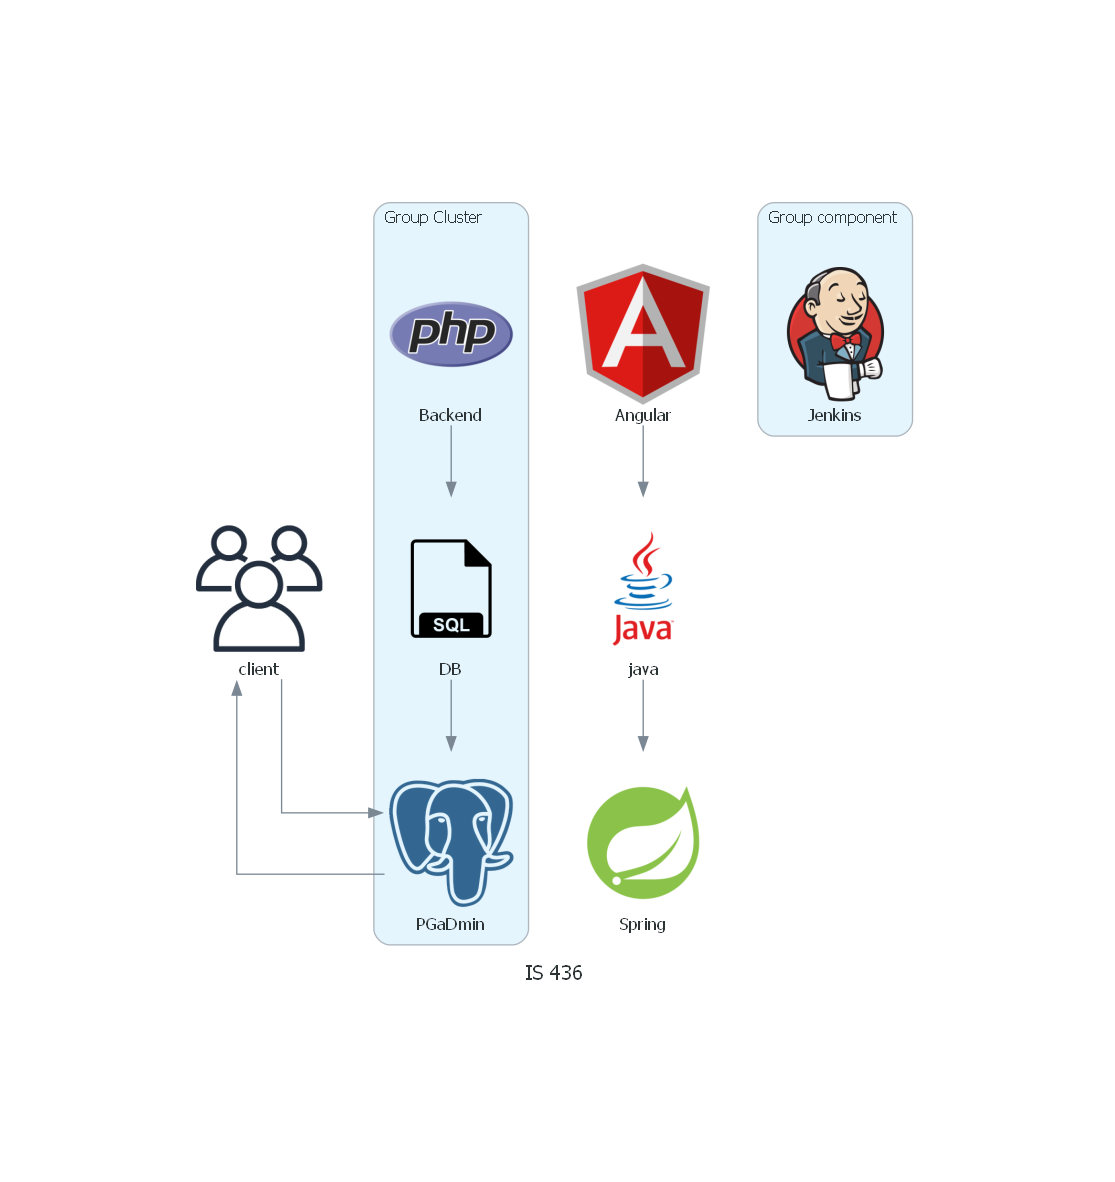 Group Cluster
Group component
php
Backend
Angular
Jenkins
SQL
Java
client
DB
java
PGaDmin
Spring
IS 436